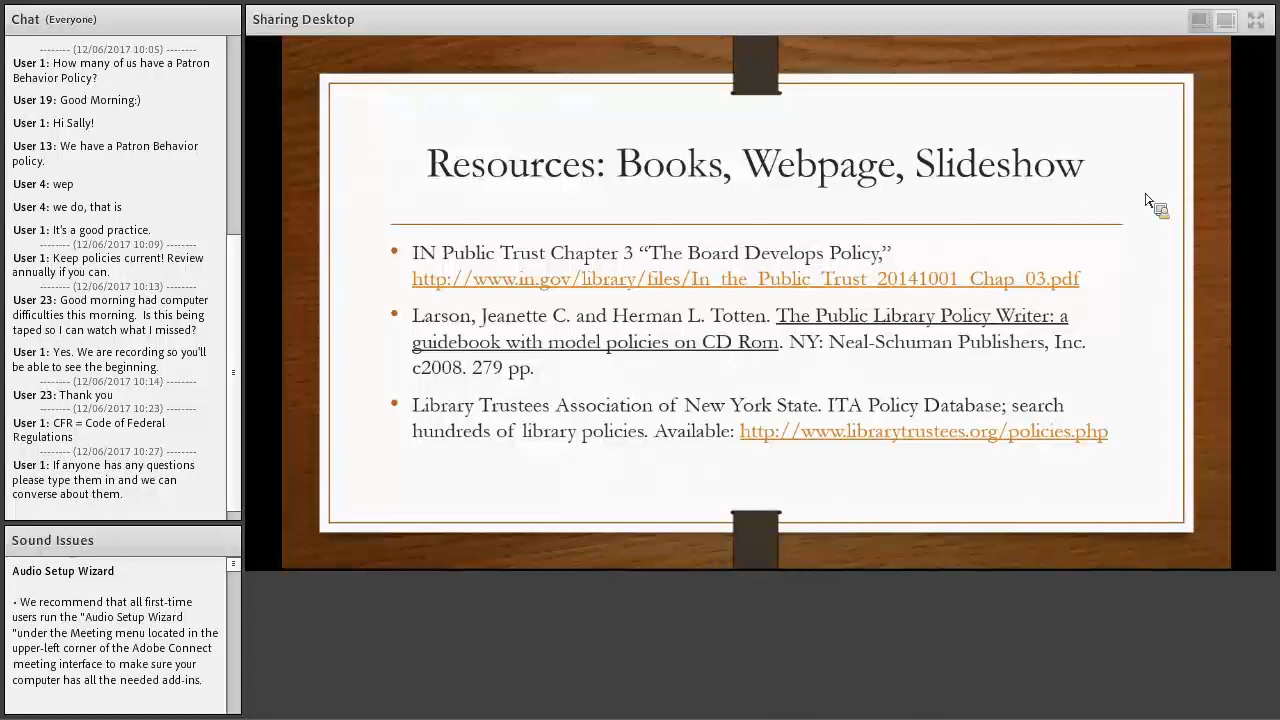 Chat (Everyone)
-------- (12/06/2017 10:05) --------
User 1: How many of us have a Patron
Behavior Policy?
User 19: Good Morning:)
User 1: Hi Sally!
User 13: We have a Patron Behavior
policy.
User 4: wep
User 4: we do, that is
User 1: It's a good practice.
-------- (12/06/2017 10:09) --------
User 1: Keep policies current! Review
annually if you can.
-------- (12/06/2017 10:13) --------
User 23: Good morning had computer
difficulties this morning.  Is this being
taped so I can watch what I missed?
User 1: Yes. We are recording so you'll
be able to see the beginning.
-------- (12/06/2017 10:14) --------
User 23: Thank you
-------- (12/06/2017 10:23) --------
User 1: CFR = Code of Federal
Regulations
-------- (12/06/2017 10:27) --------
User 1: If anyone has any questions
please type them in and we can
converse about them.
Sound Issues
Audio Setup Wizard
• We recommend that all first-time
users run the "Audio Setup Wizard
"under the Meeting menu located in the
upper-left corner of the Adobe Connect
meeting interface to make sure your
computer has all the needed add-ins.
Sharing Desktop
Resources: Books, Webpage, Slideshow
• IN Public Trust Chapter 3 “The Board Develops Policy,”
http://www.in.gov/library/files/In_the_Public_Trust_20141001_Chap_03.pdf
• Larson, Jeanette C. and Herman L. Totten. The Public Library Policy Writer: a
guidebook with model policies on CD Rom. NY: Neal-Schuman Publishers, Inc.
c2008. 279 pp.
• Library Trustees Association of New York State. ITA Policy Database; search
hundreds of library policies. Available: http://www.librarytrustees.org/policies.php